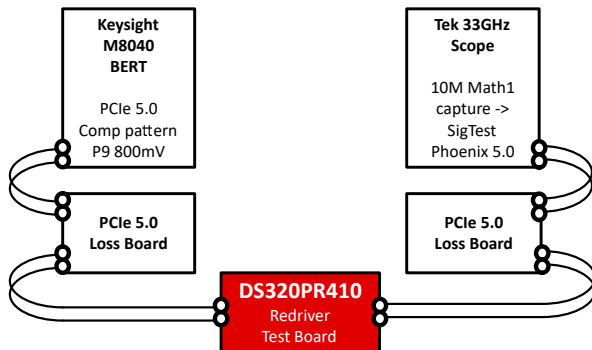 Keysight
M8040
BERT
PCIe 5.0
Comp pattern
P9 800mV
Tek 33GHz
Scope
10M Math1
capture ->
SigTest
Phoenix 5.0
PCIe 5.0
Loss Board
PCIe 5.0
Loss Board
DS320PR410
Redriver
Test Board